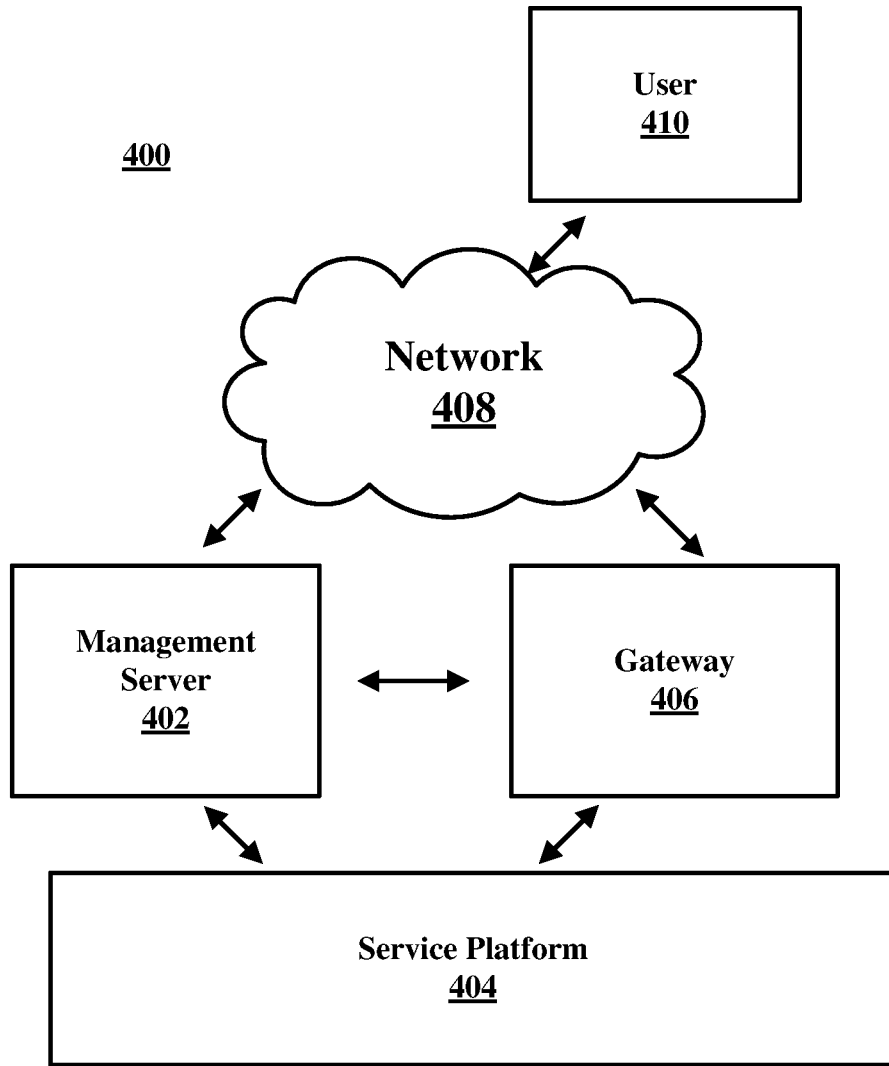 User
410
400
Network
408
Management
Server
402
Gateway
406
Service Platform
404